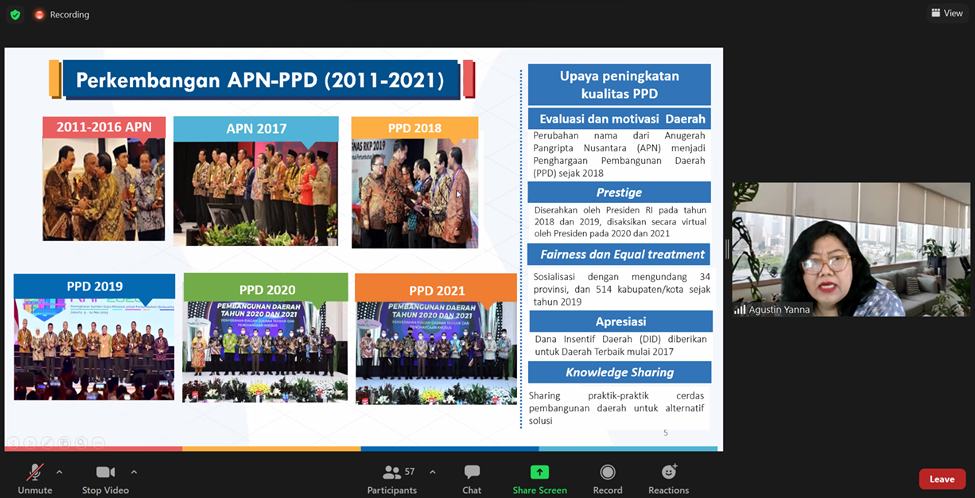 Recording
View
Perkembangan APN-PPD (2011-2021)
2011-2016 APN
APN 2017
PPD 2018
NAS RKP 2019
PPD 2019
PPD 2020
PEMBANGUNAN DAERAH
TAHUN 2020 DAN 2021
PPD 2021
PEMBANGUNAN DAERAH
TAHUN 2020 DAN 2021
Upaya peningkatan
kualitas PPD
Evaluasi dan motivasi Daerah
Perubahan nama dari Anugerah
Pangripta Nusantara (APN) menjadi
Penghargaan Pembangunan Daerah
(PPD) sejak 2018
Prestige
Diserahkan oleh Presiden RI pada tahun
2018 dan 2019, disaksikan secara virtual
oleh Presiden pada 2020 dan 2021
Fairness dan Equal treatment
Sosialisasi dengan mengundang 34
provinsi, dan 514 kabupaten/kota sejak
tahun 2019
Apresiasi
Dana Insentif Daerah (DID) diberikan
untuk Daerah Terbaik mulai 2017
Knowledge Sharing
Sharing praktik-praktik cerdas
pembangunan daerah untuk alternatif
solusi
5
Agustin Yanna
Unmute
Stop Video
57
Participants
Chat
Share Screen
Record
Reactions
Leave